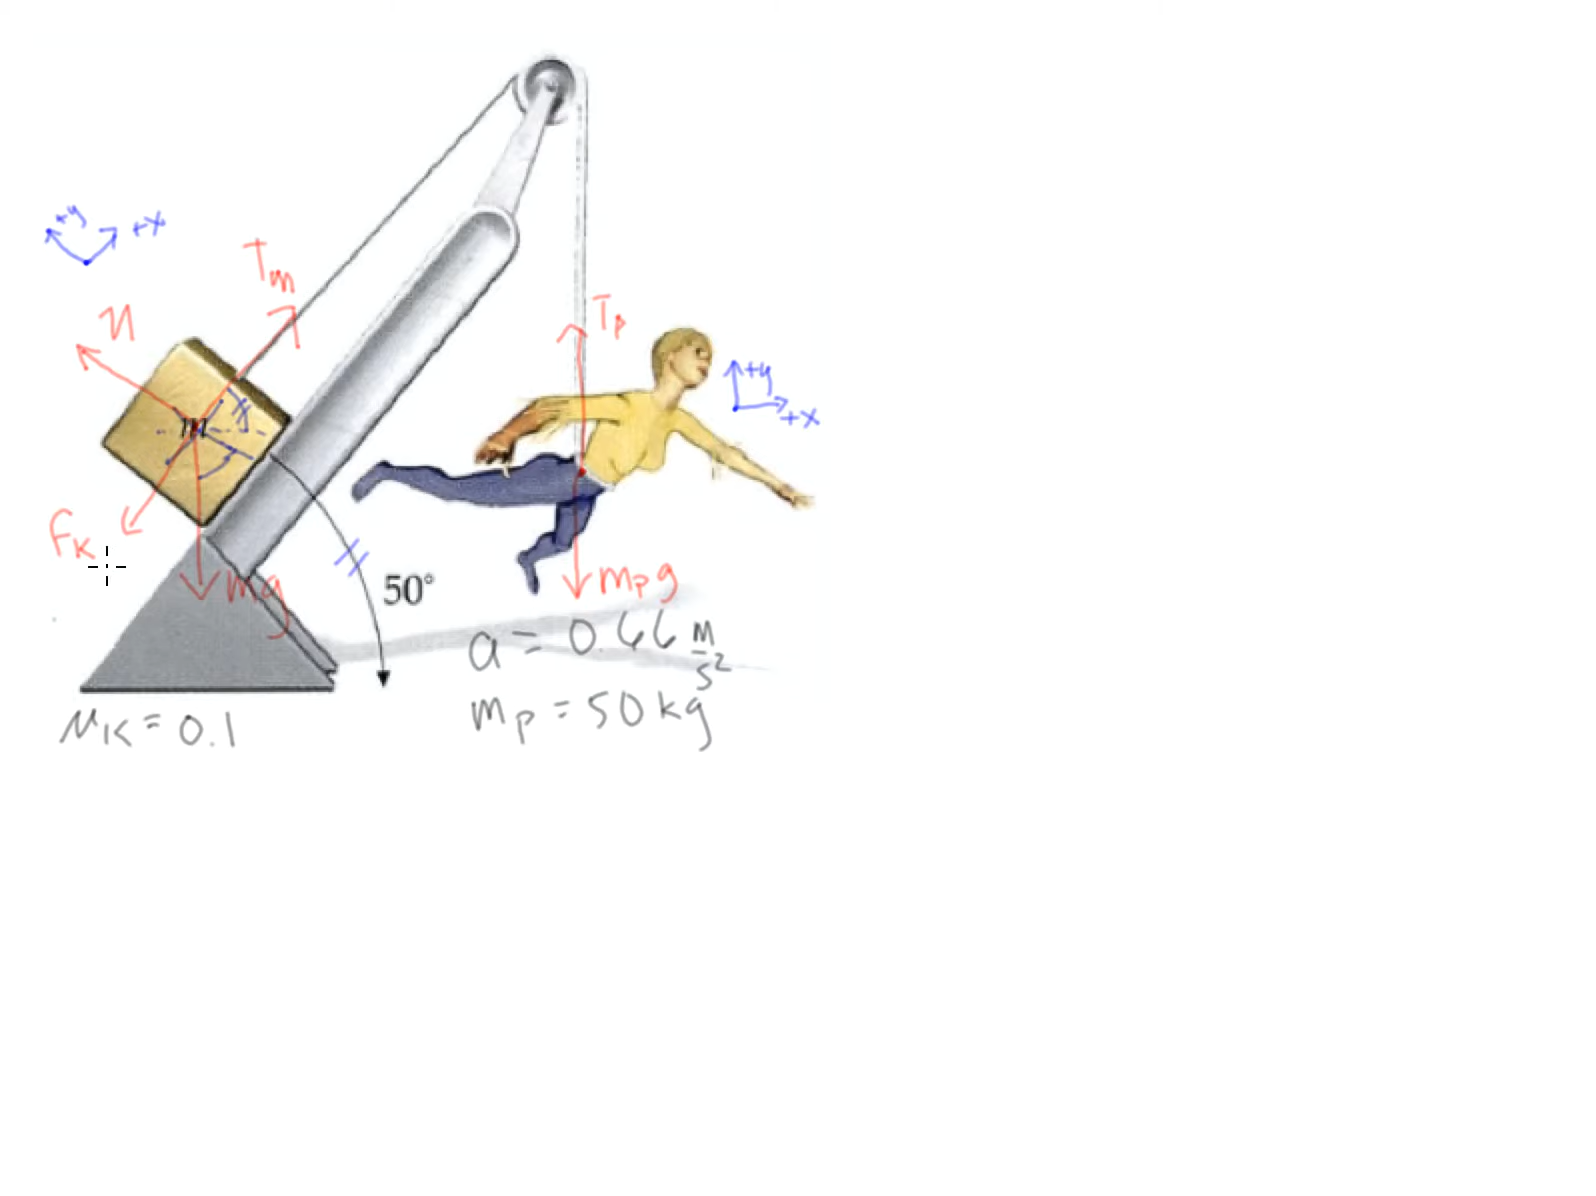 +y
+x
Tm
n
Tp
m
+y
+x
Fk
50°
mg
mpg
a = 0.66 m/s²
μk = 0.1
mp = 50 kg